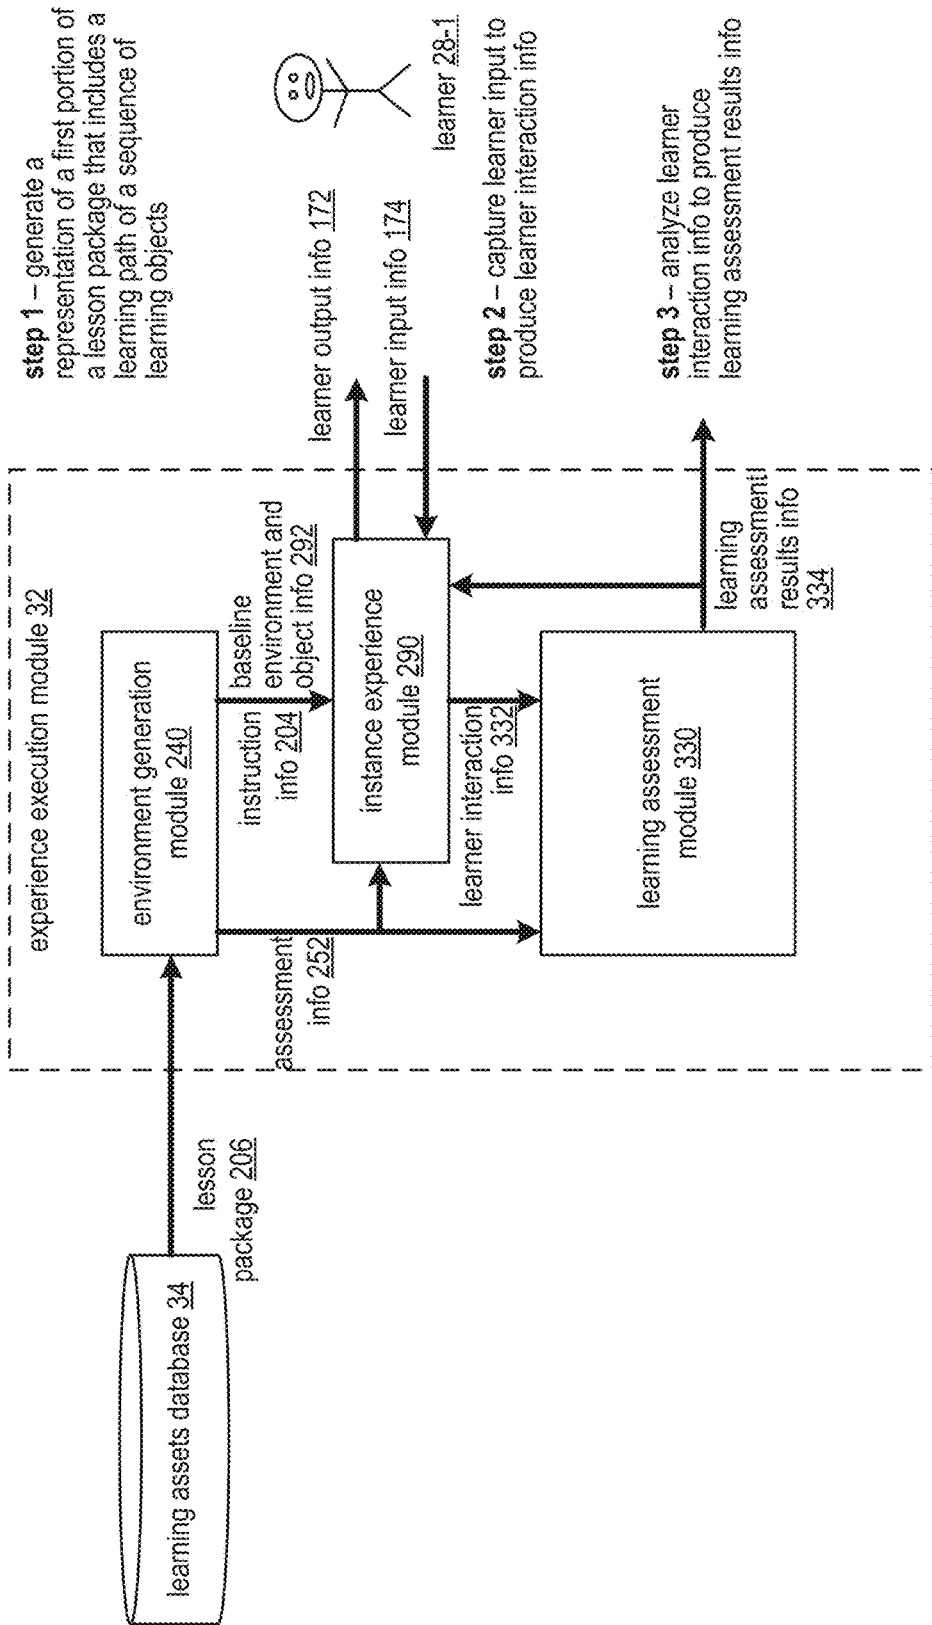 learning assets database 34
lesson
package 206
experience execution module 32
environment generation
module 240
assessment
info 252
instruction
info 204
baseline
environment and
object info 292
instance experience
module 290
learner interaction
info 332
learning assessment
module 330
learning
assessment
results info
334
learner output info 172
learner input info 174
learner 28-1
step 1 – generate a
representation of a first portion of
a lesson package that includes a
learning path of a sequence of
learning objects
step 2 – capture learner input to
produce learner interaction info
step 3 – analyze learner
interaction info to produce
learning assessment results info